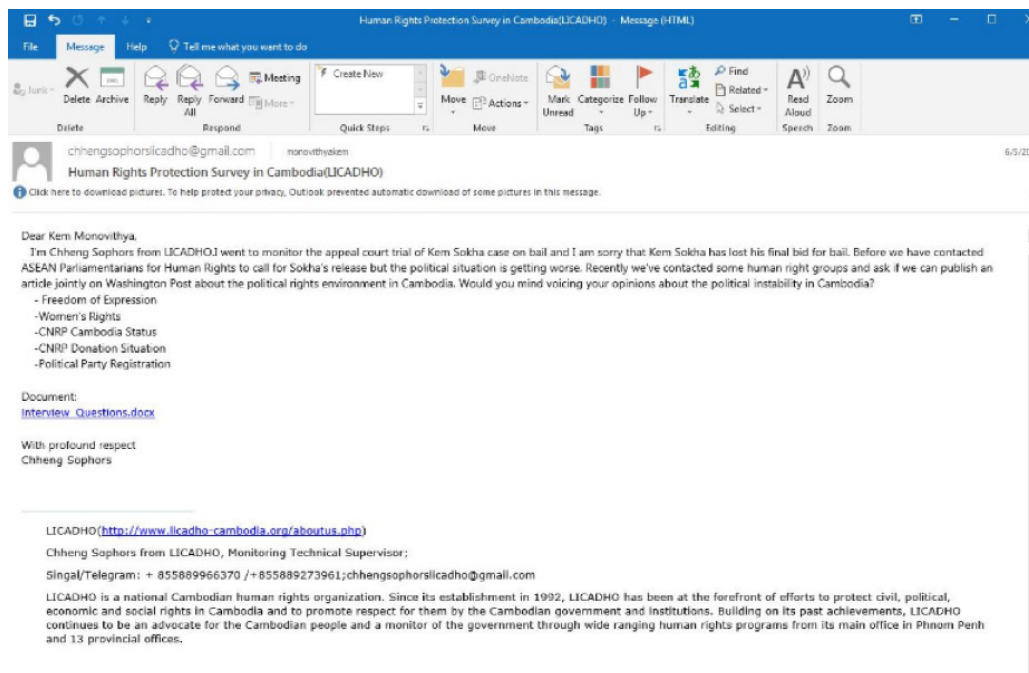 Human Rights Protection Survey in Cambodia(LICADHO) - Message (HTML)
File Message Help Tell me what you want to do
Junk
Delete Archive
Reply Reply All Forward
Meeting
More
Create New
Move
OneNote
Actions
Mark Unread Categorize Follow Up
Translate
Find
Related
Select
Read Aloud
Zoom
Delete Respond Quick Steps Move Tags Editing Speech Zoom
chhengsophorslicadho@gmail.com monovithyakem 6/5/20
Human Rights Protection Survey in Cambodia(LICADHO)
Click here to download pictures. To help protect your privacy, Outlook prevented automatic download of some pictures in this message.
Dear Kem Monovithya,
I'm Chheng Sophors from LICADHO.I went to monitor the appeal court trial of Kem Sokha case on bail and I am sorry that Kem Sokha has lost his final bid for bail. Before we have contacted
ASEAN Parliamentarians for Human Rights to call for Sokha's release but the political situation is getting worse. Recently we've contacted some human right groups and ask if we can publish an
article jointly on Washington Post about the political rights environment in Cambodia. Would you mind voicing your opinions about the political instability in Cambodia?
- Freedom of Expression
-Women's Rights
-CNRP Cambodia Status
-CNRP Donation Situation
-Political Party Registration
Document:
Interview_Questions.docx
With profound respect
Chheng Sophors
LICADHO(http://www.licadho-cambodia.org/aboutus.php)
Chheng Sophors from LICADHO, Monitoring Technical Supervisor;
Singal/Telegram: + 855889966370 /+855889273961;chhengsophorslicadho@gmail.com
LICADHO is a national Cambodian human rights organization. Since its establishment in 1992, LICADHO has been at the forefront of efforts to protect civil, political,
economic and social rights in Cambodia and to promote respect for them by the Cambodian government and institutions. Building on its past achievements, LICADHO
continues to be an advocate for the Cambodian people and a monitor of the government through wide ranging human rights programs from its main office in Phnom Penh
and 13 provincial offices.